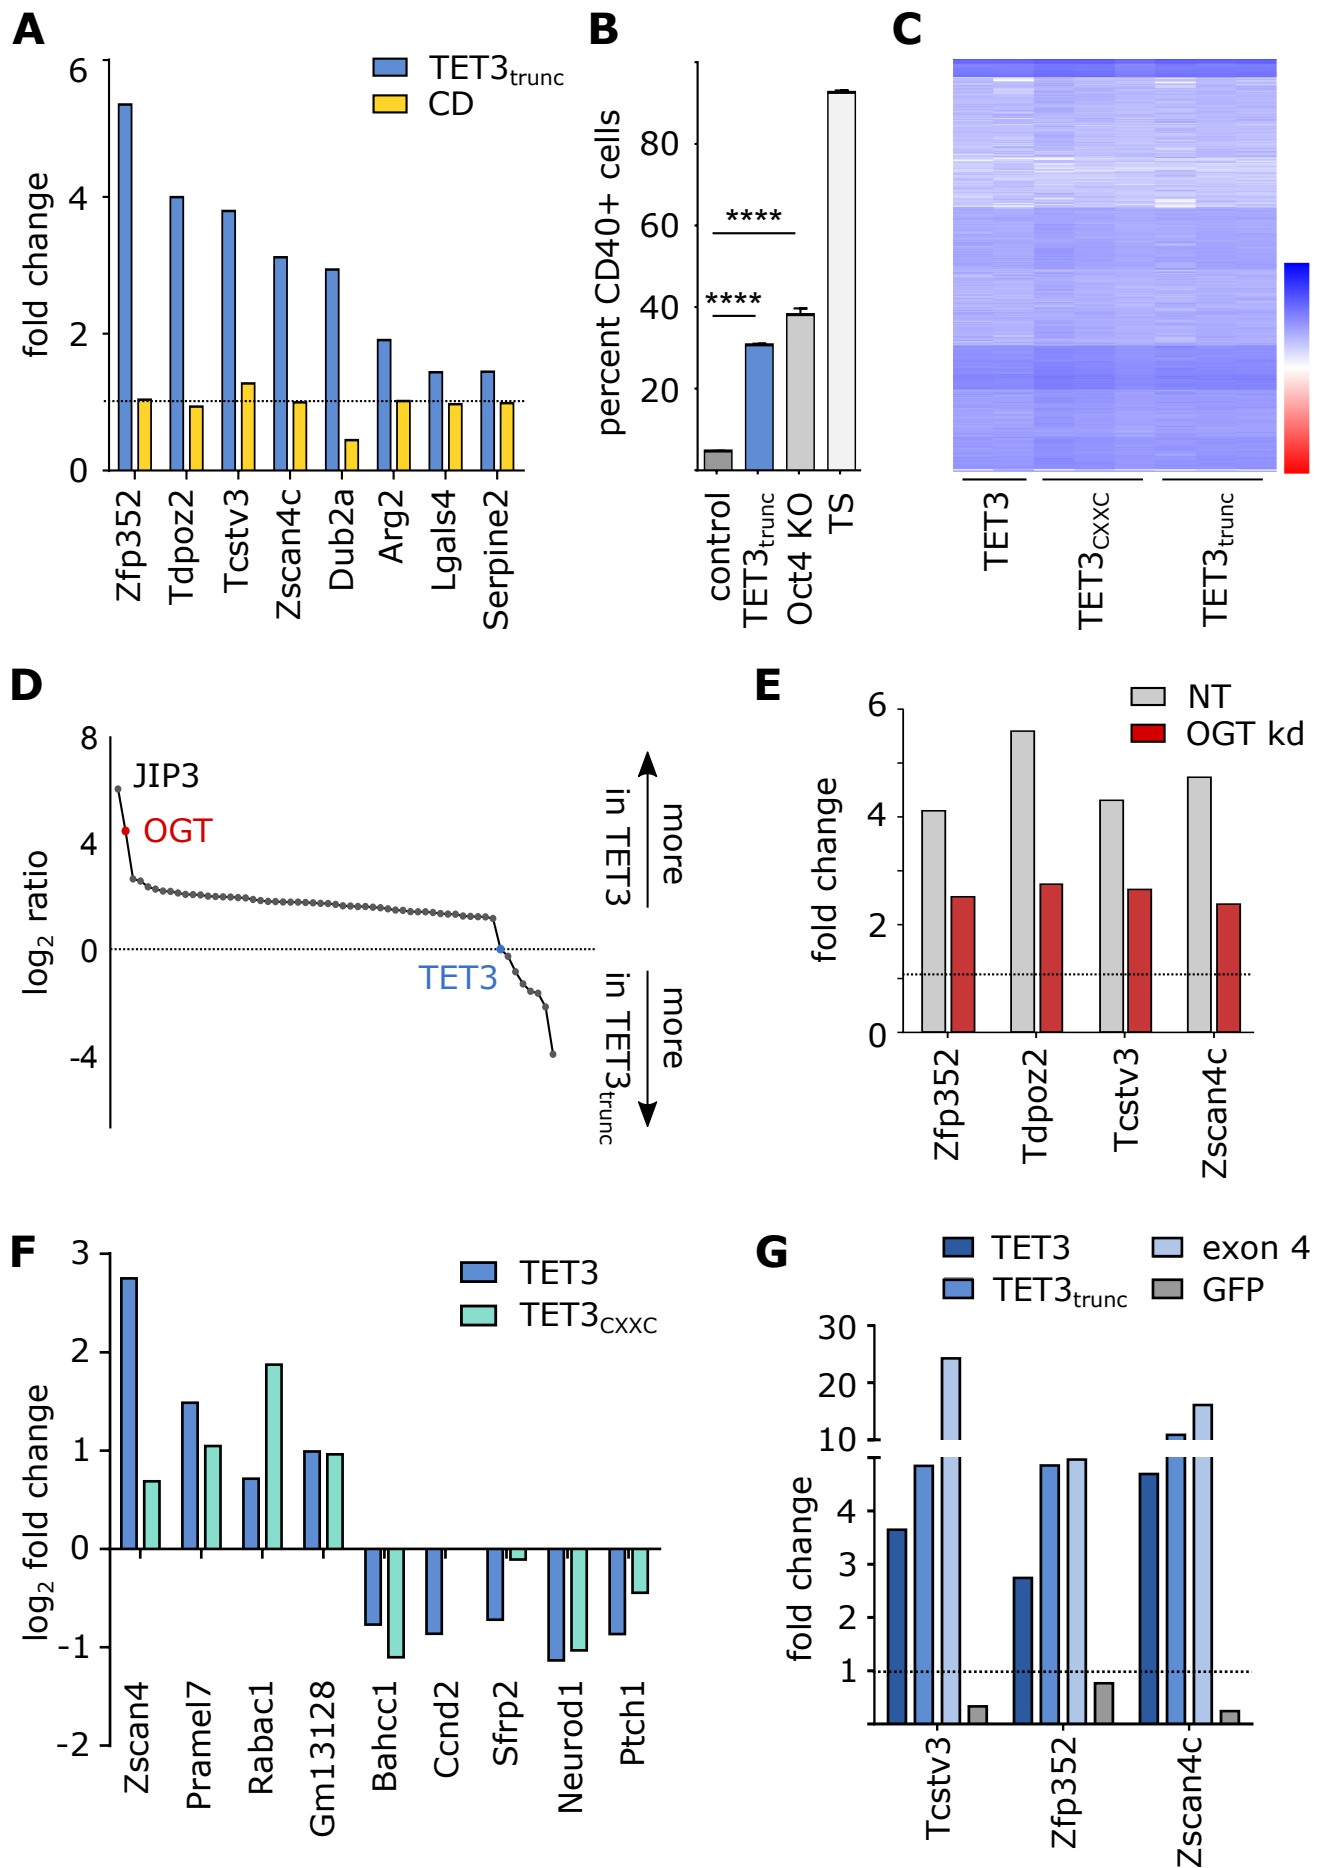 A
TET3trunc
CD
fold change
6
4
2
0
Zfp352
Tdpoz2
Tcstv3
Zscan4c
Dub2a
Arg2
Lgals4
Serpine2
B
percent CD40+ cells
80
60
40
20
****
****
control
TET3trunc
Oct4 KO
TS
C
TET3
TET3CXXC
TET3trunc
D
log2 ratio
8
4
0
-4
JIP3
OGT
TET3
more
in TET3
more
in TET3trunc
E
NT
OGT kd
fold change
6
4
2
0
Zfp352
Tdpoz2
Tcstv3
Zscan4c
F
TET3
TET3CXXC
log2 fold change
3
2
1
0
-1
-2
Zscan4
Pramel7
Rabac1
Gm13128
Bahcc1
Ccnd2
Sfrp2
Neurod1
Ptch1
G
TET3
exon 4
TET3trunc
GFP
fold change
30
20
10
4
3
2
1
Tcstv3
Zfp352
Zscan4c